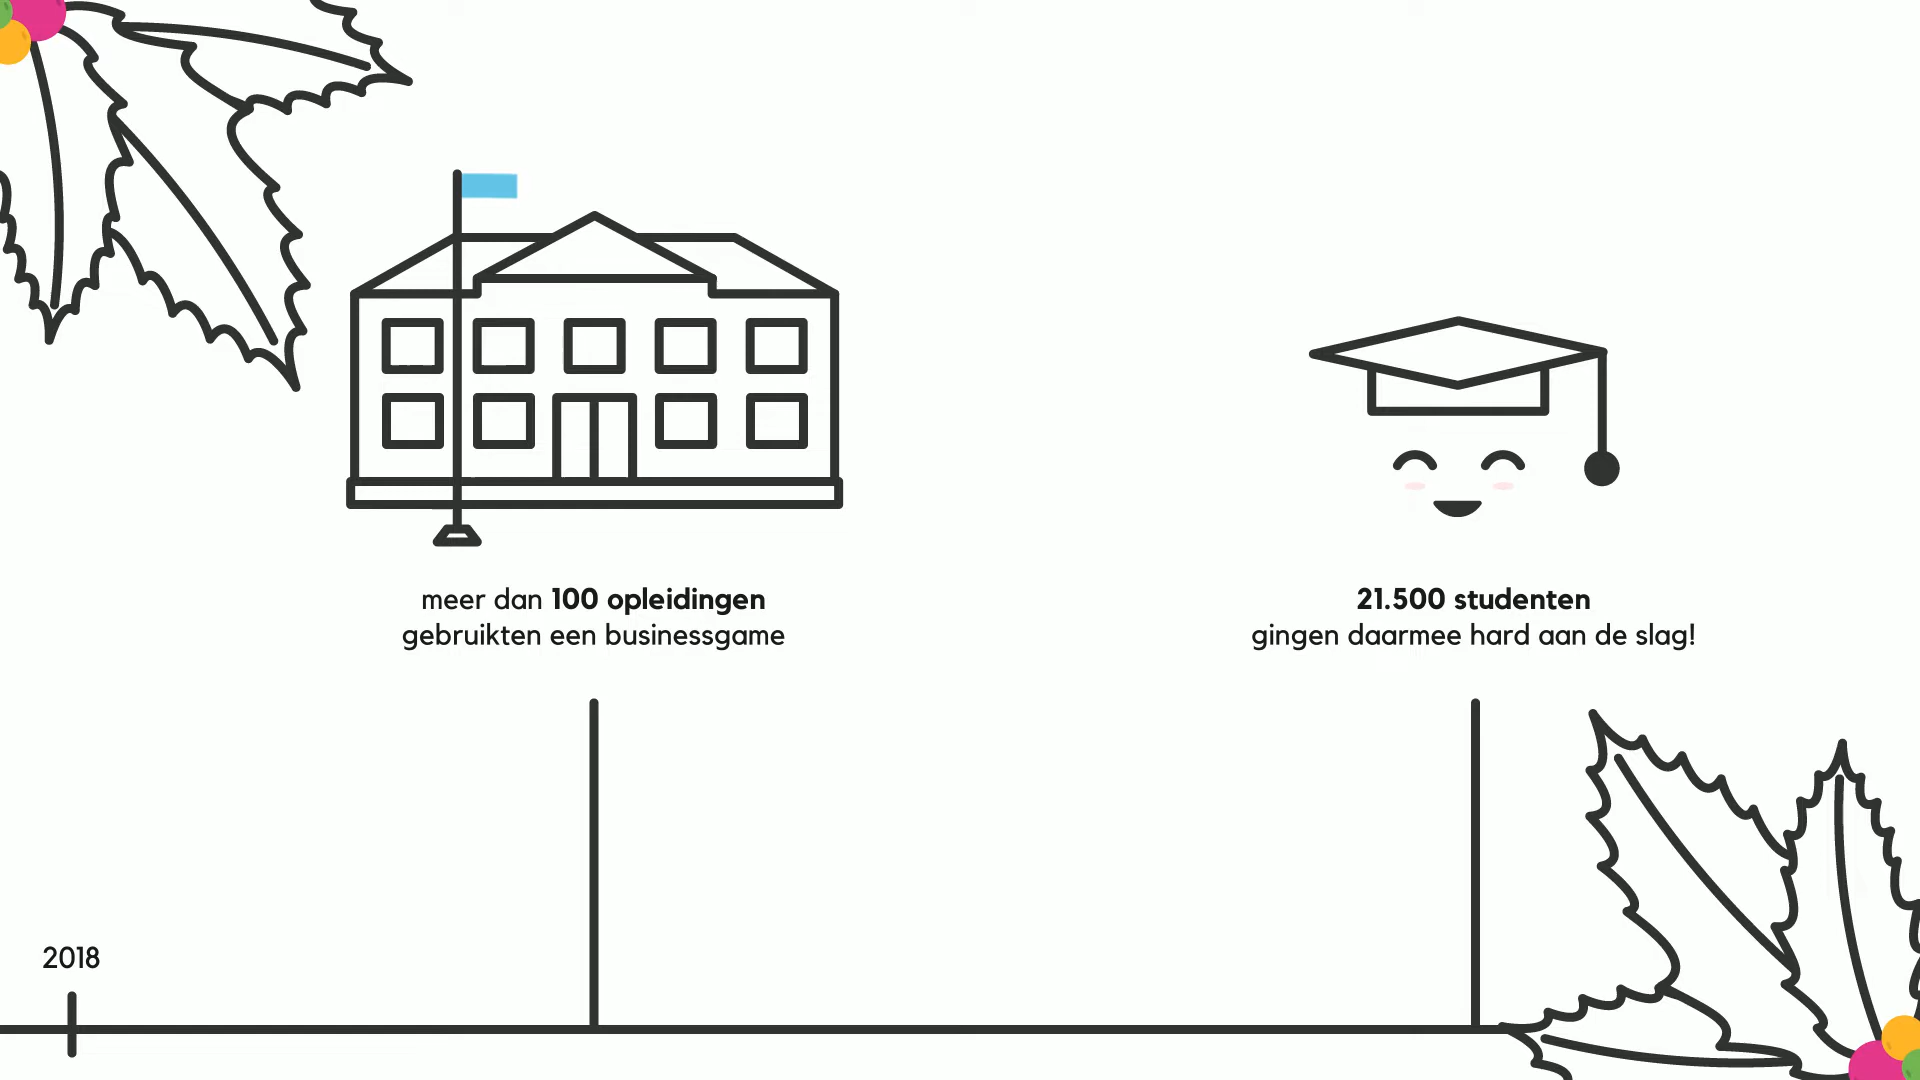 meer dan 100 opleidingen
gebruikten een businessgame
21.500 studenten
gingen daarmee hard aan de slag!
2018